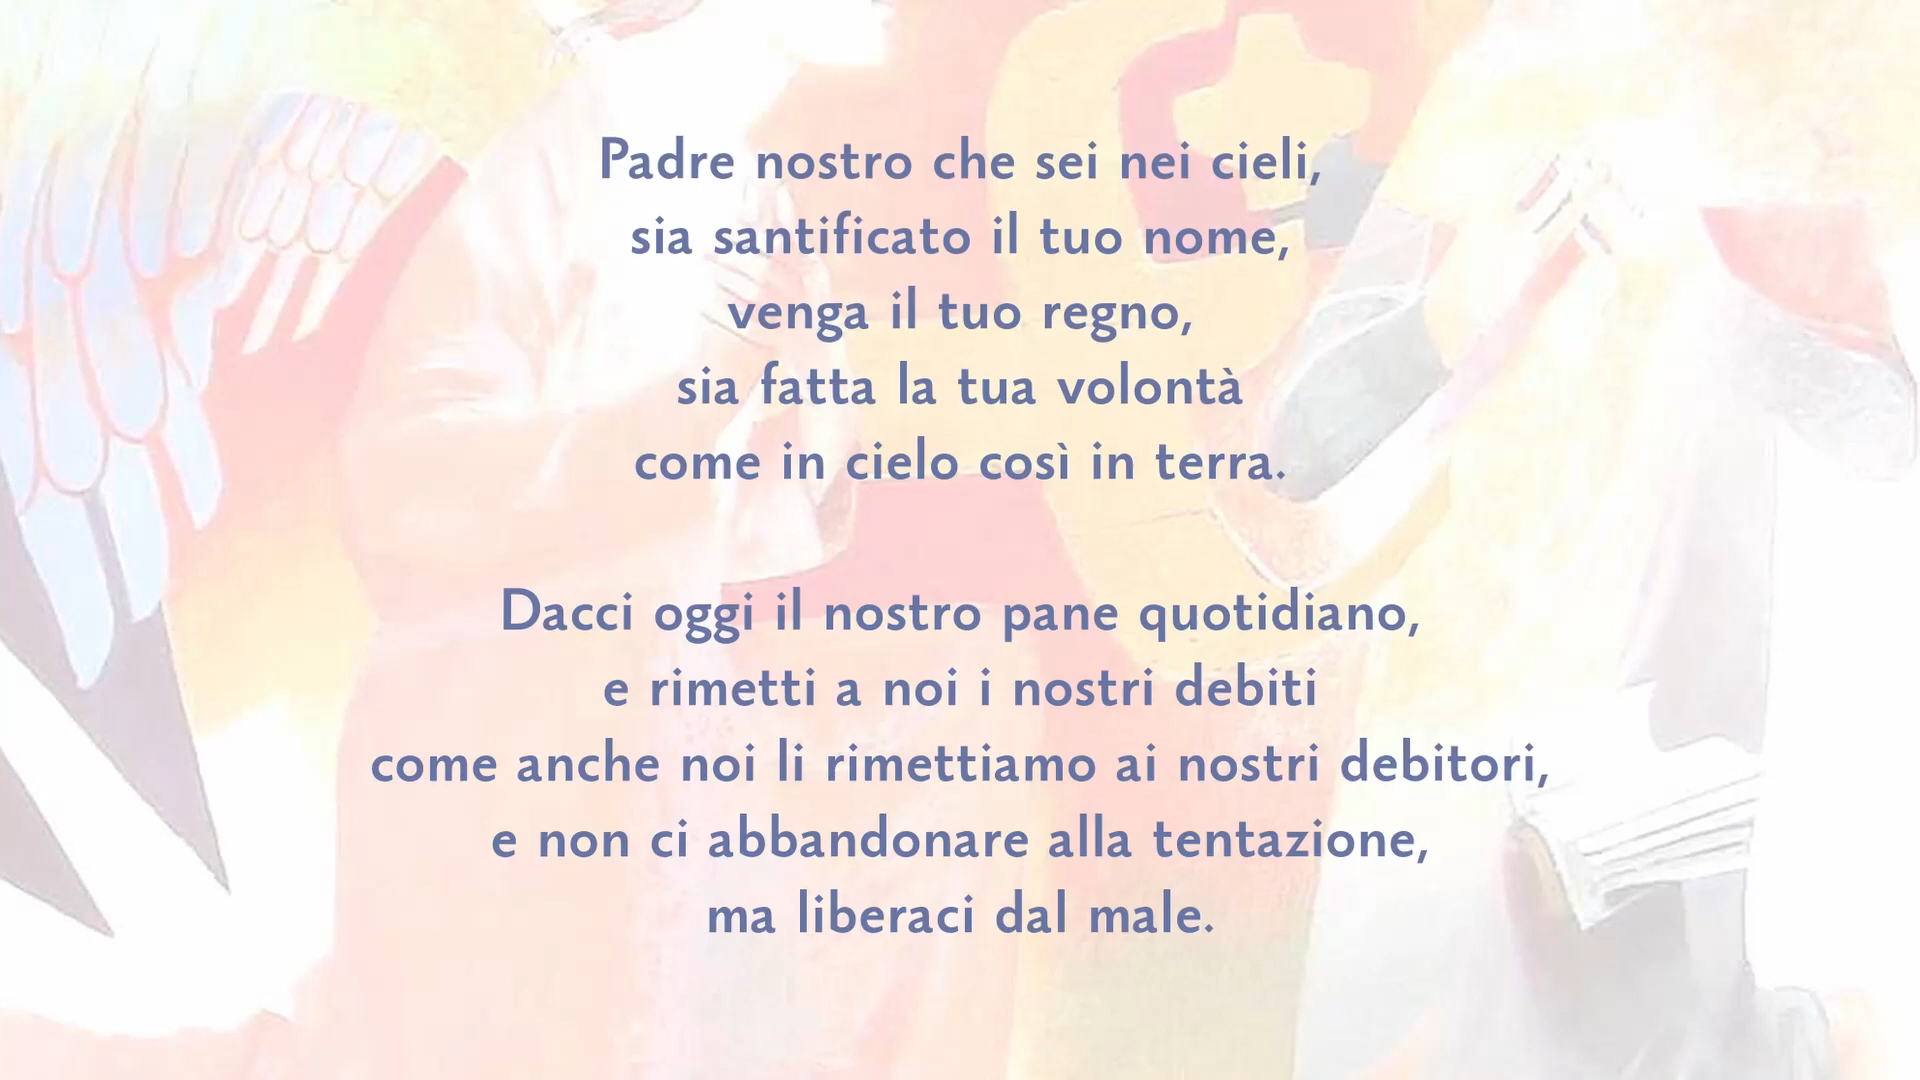 Padre nostro che sei nei cieli,
sia santificato il tuo nome,
venga il tuo regno,
sia fatta la tua volontà
come in cielo così in terra.
Dacci oggi il nostro pane quotidiano,
e rimetti a noi i nostri debiti
come anche noi li rimettiamo ai nostri debitori,
e non ci abbandonare alla tentazione,
ma liberaci dal male.